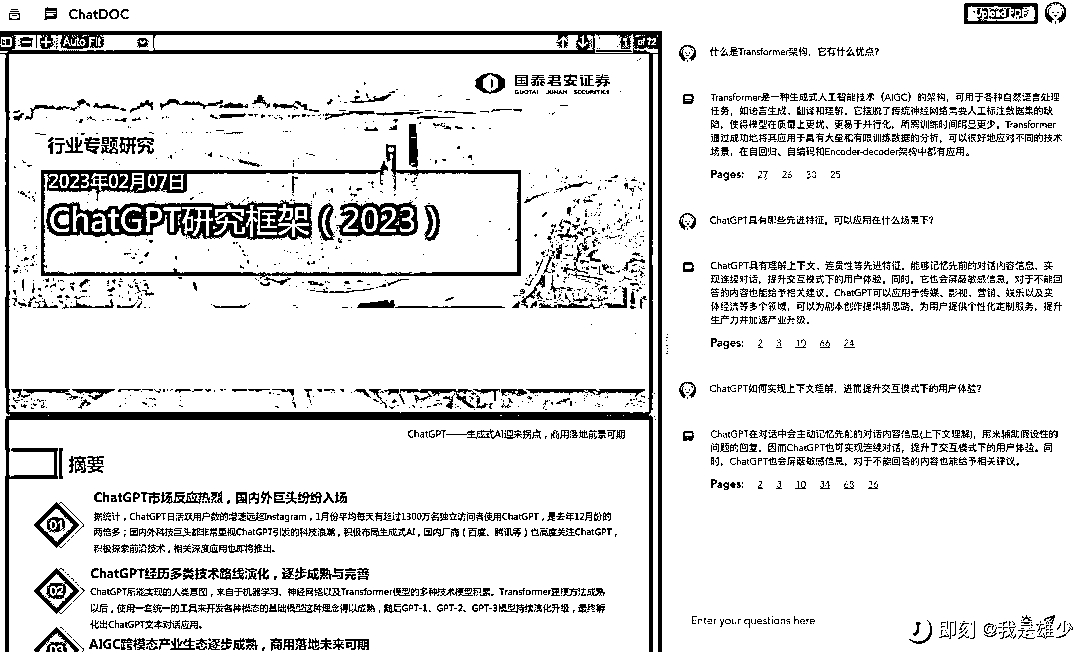 ChatDOC
Upload PDF
Auto Fit
1 of 72
国泰君安证券
GUOTAI JUNAN SECURITIES
行业专题研究
2023年02月07日
ChatGPT研究框架（2023）
ChatGPT——生成式AI迎来拐点，商用落地前景可期
摘要
ChatGPT市场反应热烈，国内外巨头纷纷入场
01
据统计，ChatGPT日活跃用户数的增速远超Instagram，1月份平均每天有超过1300万名独立访问者使用ChatGPT，是去年12月份的
两倍多；国内外科技巨头都非常重视ChatGPT引发的科技浪潮，积极布局生成式AI，国内厂商（百度、腾讯等）也高度关注ChatGPT，
积极探索前沿技术，相关深度应用也即将推出。
ChatGPT经历多类技术路线演化，逐步成熟与完善
02
ChatGPT所能实现的人类意图，来自于机器学习、神经网络以及Transformer模型的多种技术模型积累。Transformer建模方法成熟
以后，使用一套统一的工具来开发各种模态的基础模型这种理念得以成熟，随后GPT-1、GPT-2、GPT-3模型持续演化升级，最终孵
化出ChatGPT文本对话应用。
AIGC跨模态产业生态逐步成熟，商用落地未来可期
03
什么是Transformer架构，它有什么优点?
Transformer是一种生成式人工智能技术（AIGC）的架构，可用于各种自然语言处理
任务，如语言生成、翻译和理解。它摆脱了传统神经网络需要人工标注数据集的缺
陷，使得模型在质量上更优、更易于并行化，所需训练时间明显更少。Transformer
通过成功地将其应用于具有大量和有限训练数据的分析，可以很好地应对不同的技术
场景，在自回归、自编码和Encoder-decoder架构中都有应用。
Pages: 27 26 30 25
ChatGPT具有哪些先进特征，可以应用在什么场景下?
ChatGPT具有理解上下文、连贯性等先进特征，能够记忆先前的对话内容信息、实
现连续对话，提升交互模式下的用户体验。同时，它也会屏蔽敏感信息，对于不能回
答的内容也能给予相关建议。ChatGPT可以应用于传媒、影视、营销、娱乐以及实
体经济等多个领域，可以为剧本创作提供新思路，为用户提供个性化定制服务，提升
生产力并加速产业升级。
Pages: 2 3 10 66 24
ChatGPT如何实现上下文理解，进而提升交互模式下的用户体验?
ChatGPT在对话中会主动记忆先前的对话内容信息(上下文理解)，用来辅助假设性的
问题的回复，因而ChatGPT也可实现连续对话，提升了交互模式下的用户体验。同
时，ChatGPT也会屏蔽敏感信息，对于不能回答的内容也能给予相关建议。
Pages: 2 3 10 34 68 36
Enter your questions here
即刻 @我是雄少